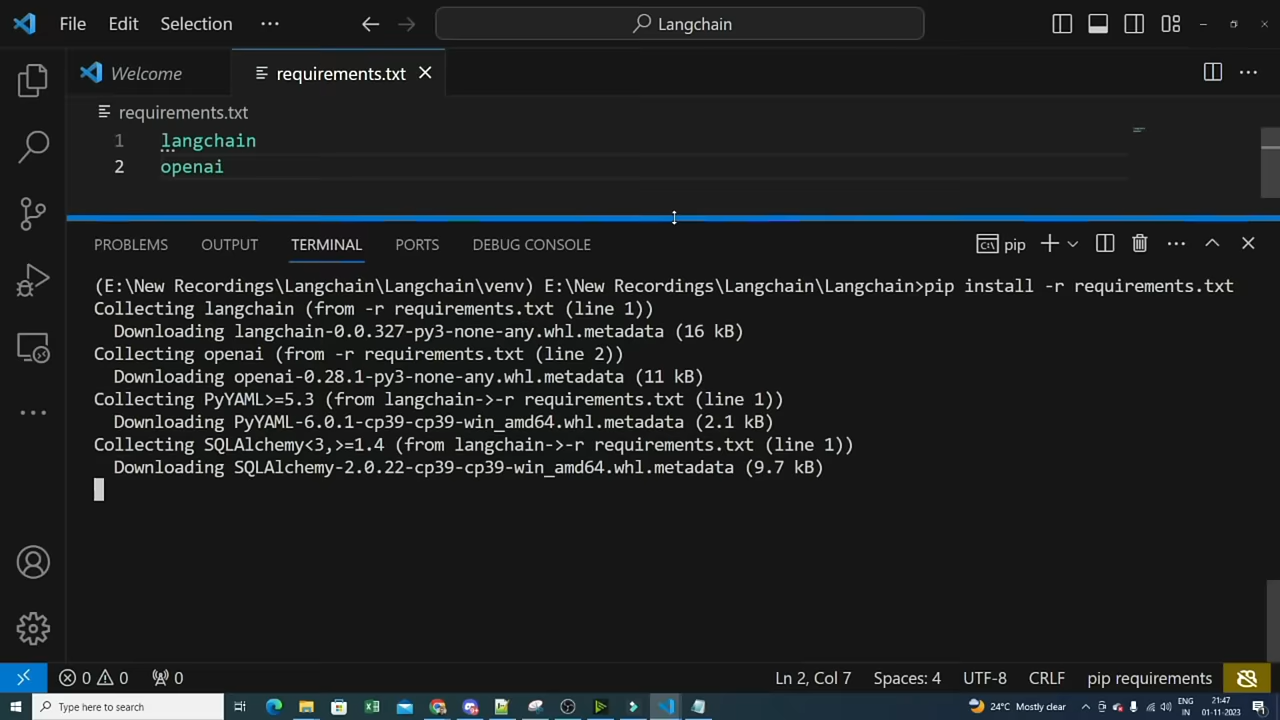 File Edit Selection ··· Langchain
Welcome requirements.txt
requirements.txt
1 langchain
2 openai
PROBLEMS OUTPUT TERMINAL PORTS DEBUG CONSOLE pip
(E:\New Recordings\Langchain\Langchain\venv) E:\New Recordings\Langchain\Langchain>pip install -r requirements.txt
Collecting langchain (from -r requirements.txt (line 1))
Downloading langchain-0.0.327-py3-none-any.whl.metadata (16 kB)
Collecting openai (from -r requirements.txt (line 2))
Downloading openai-0.28.1-py3-none-any.whl.metadata (11 kB)
Collecting PyYAML>=5.3 (from langchain->-r requirements.txt (line 1))
Downloading PyYAML-6.0.1-cp39-cp39-win_amd64.whl.metadata (2.1 kB)
Collecting SQLAlchemy<3,>=1.4 (from langchain->-r requirements.txt (line 1))
Downloading SQLAlchemy-2.0.22-cp39-cp39-win_amd64.whl.metadata (9.7 kB)
0 0 0 Ln 2, Col 7 Spaces: 4 UTF-8 CRLF pip requirements
Type here to search 24°C Mostly clear ENG 21:47
IN 01-11-2023